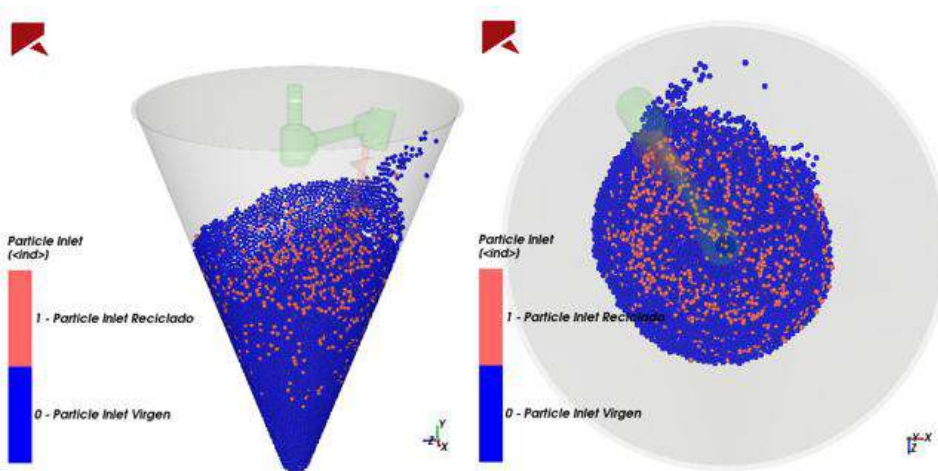 Particle Inlet
(<ind>)
1 - Particle Inlet Reciclado
0 - Particle Inlet Virgen
Y
Z
X
Particle Inlet
(<ind>)
1 - Particle Inlet Reciclado
0 - Particle Inlet Virgen
Y
X
Z